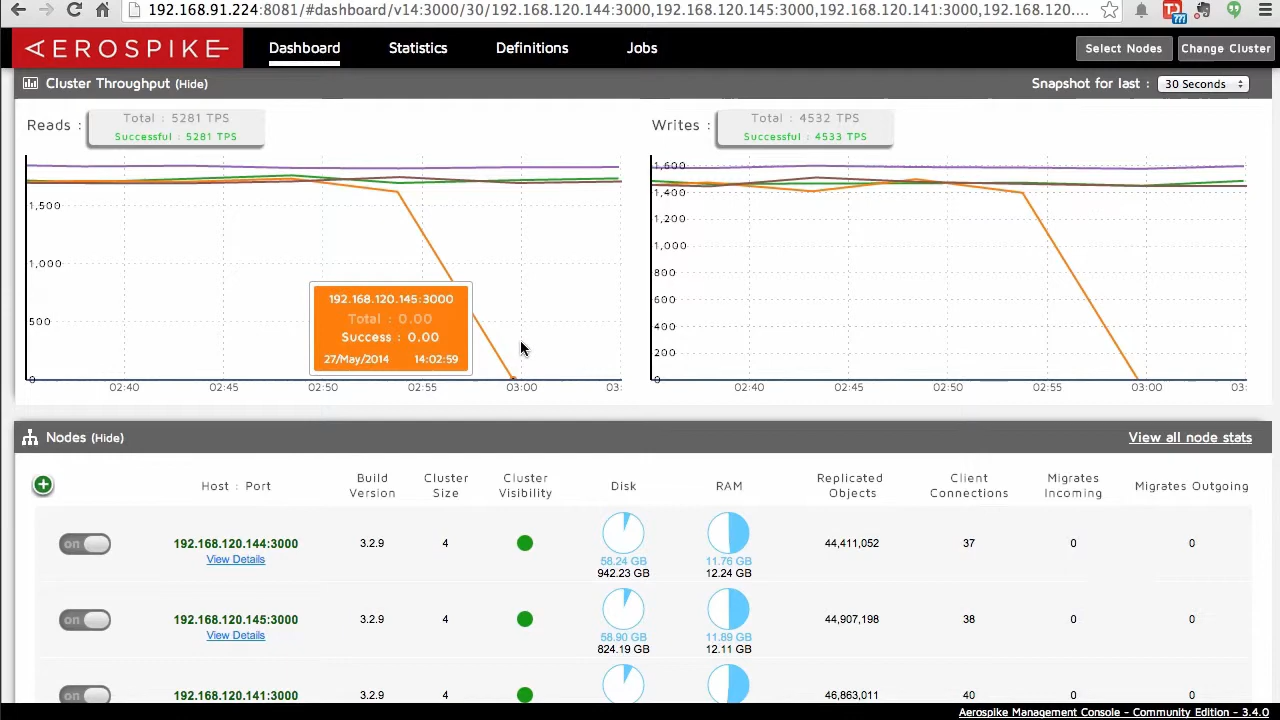 192.168.91.224:8081/#dashboard/v14:3000/30/192.168.120.144:3000,192.168.120.145:3000,192.168.120.141:3000,192.168.120....
AEROSPIKE
Dashboard
Statistics
Definitions
Jobs
Select Nodes
Change Cluster
Cluster Throughput (Hide)
Snapshot for last :
30 Seconds
Reads :
Total : 5281 TPS
Successful : 5281 TPS
Writes :
Total : 4532 TPS
Successful : 4533 TPS
1,500
1,000
500
0
02:40
02:45
02:50
02:55
03:00
03:
192.168.120.145:3000
Total : 0.00
Success : 0.00
27/May/2014 14:02:59
1,600
1,400
1,200
1,000
800
600
400
200
0
02:40
02:45
02:50
02:55
03:00
03:
Nodes (Hide)
View all node stats
Host : Port
Build Version
Cluster Size
Cluster Visibility
Disk
RAM
Replicated Objects
Client Connections
Migrates Incoming
Migrates Outgoing
on
192.168.120.144:3000
View Details
3.2.9
4
58.24 GB
942.23 GB
11.76 GB
12.24 GB
44,411,052
37
0
0
on
192.168.120.145:3000
View Details
3.2.9
4
58.90 GB
824.19 GB
11.89 GB
12.11 GB
44,907,198
38
0
0
on
192.168.120.141:3000
3.2.9
4
46,863,011
40
0
0
Aerospike Management Console - Community Edition - 3.4.0